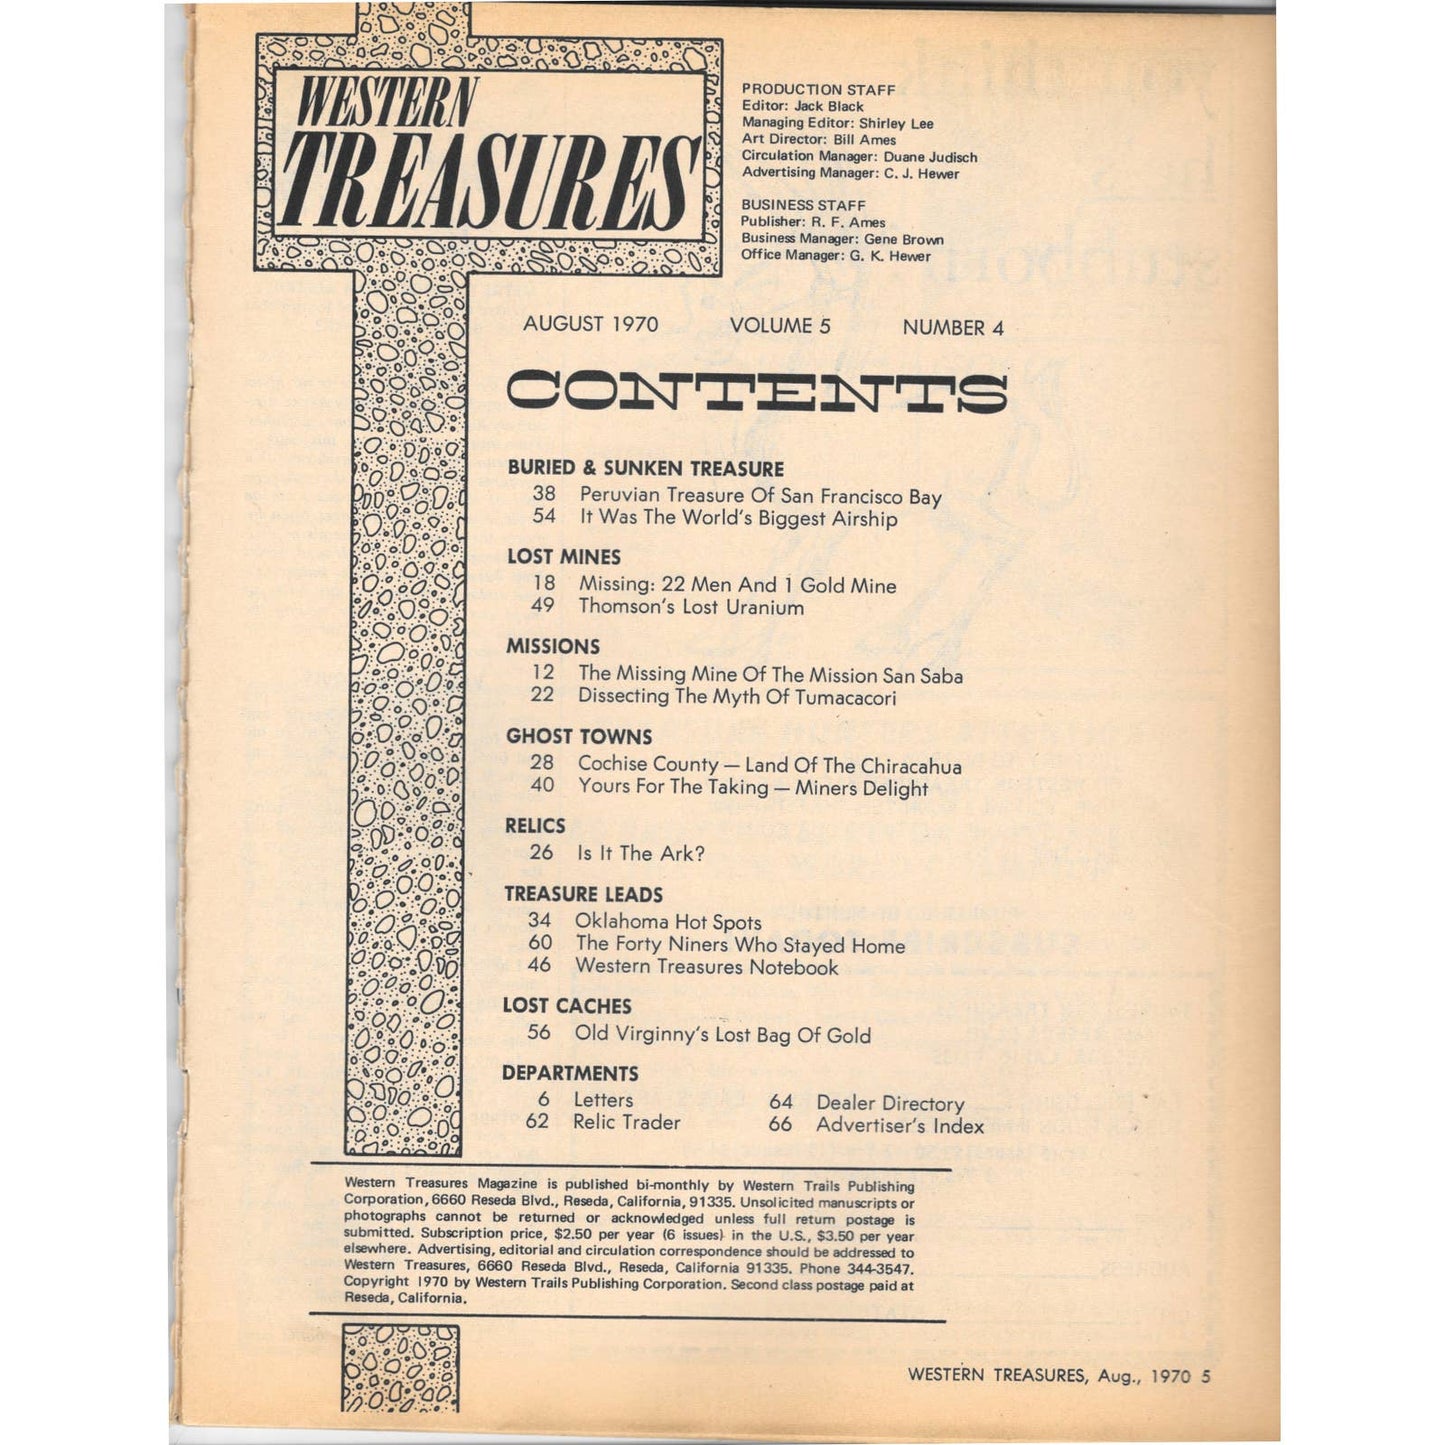 WESTERN
TREASURES
PRODUCTION STAFF
Editor: Jack Black
Managing Editor: Shirley Lee
Art Director: Bill Ames
Circulation Manager: Duane Judisch
Advertising Manager: C. J. Hewer
BUSINESS STAFF
Publisher: R. F. Ames
Business Manager: Gene Brown
Office Manager: G. K. Hewer
AUGUST 1970 VOLUME 5 NUMBER 4
CONTENTS
BURIED & SUNKEN TREASURE
38 Peruvian Treasure Of San Francisco Bay
54 It Was The World's Biggest Airship
LOST MINES
18 Missing: 22 Men And 1 Gold Mine
49 Thomson's Lost Uranium
MISSIONS
12 The Missing Mine Of The Mission San Saba
22 Dissecting The Myth Of Tumacacori
GHOST TOWNS
28 Cochise County — Land Of The Chiracahua
40 Yours For The Taking — Miners Delight
RELICS
26 Is It The Ark?
TREASURE LEADS
34 Oklahoma Hot Spots
60 The Forty Niners Who Stayed Home
46 Western Treasures Notebook
LOST CACHES
56 Old Virginny's Lost Bag Of Gold
DEPARTMENTS
6 Letters 64 Dealer Directory
62 Relic Trader 66 Advertiser's Index
Western Treasures Magazine is published bi-monthly by Western Trails Publishing
Corporation, 6660 Reseda Blvd., Reseda, California, 91335. Unsolicited manuscripts or
photographs cannot be returned or acknowledged unless full return postage is
submitted. Subscription price, $2.50 per year (6 issues) in the U.S., $3.50 per year
elsewhere. Advertising, editorial and circulation correspondence should be addressed to
Western Treasures, 6660 Reseda Blvd., Reseda, California 91335. Phone 344-3547.
Copyright 1970 by Western Trails Publishing Corporation. Second class postage paid at
Reseda, California.
WESTERN TREASURES, Aug., 1970 5